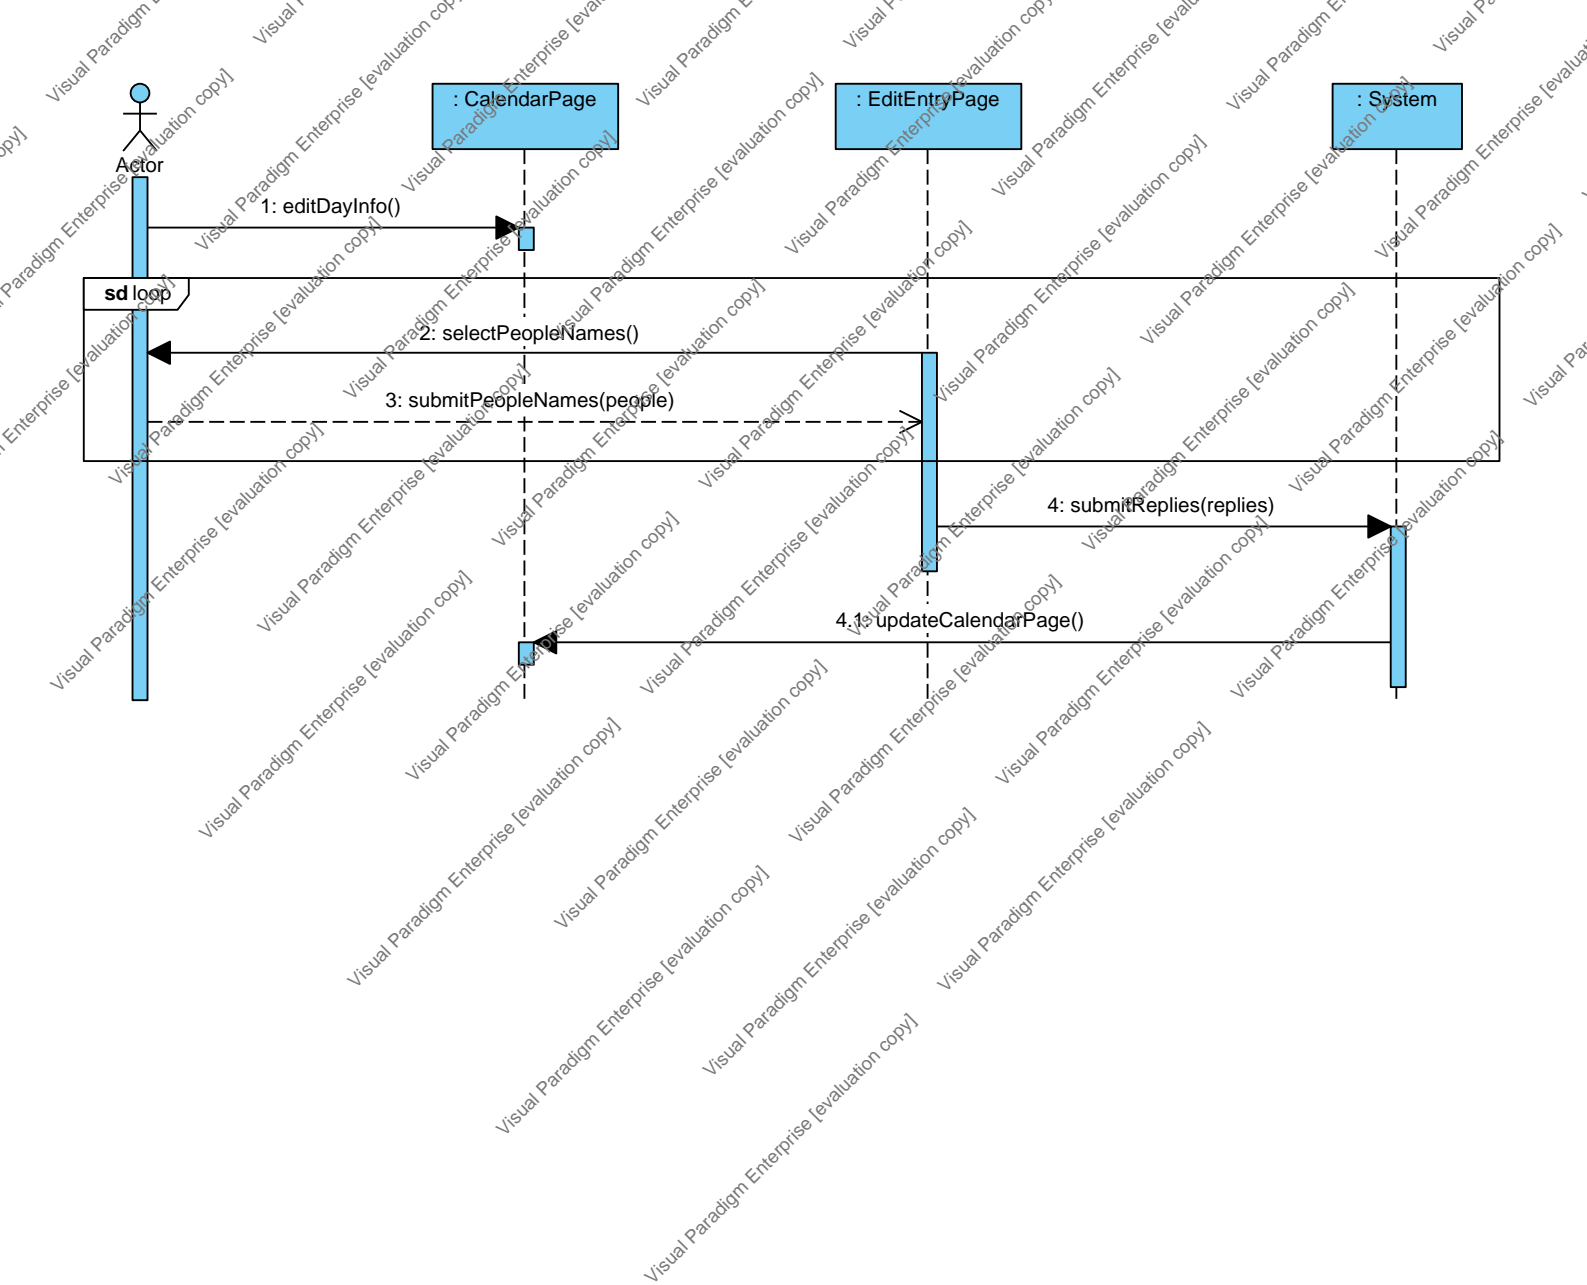 : CalendarPage
: EditEntryPage
: System
Actor
1: editDayInfo()
sd loop
2: selectPeopleNames()
3: submitPeopleNames(people)
4: submitReplies(replies)
4.1: updateCalendarPage()
Visual Paradigm Enterprise [evaluation copy]